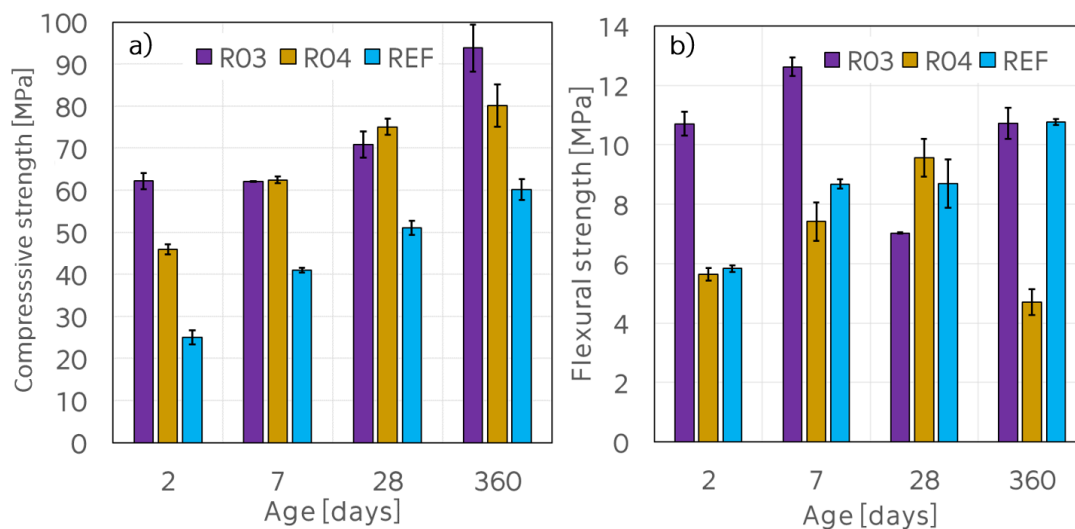 a)
R03 R04 REF
Compresssive strength [MPa]
100
90
80
70
60
50
40
30
20
10
0
2 7 28 360
Age [days]
b)
R03 R04 REF
Flexural strength [MPa]
14
12
10
8
6
4
2
0
2 7 28 360
Age [days]